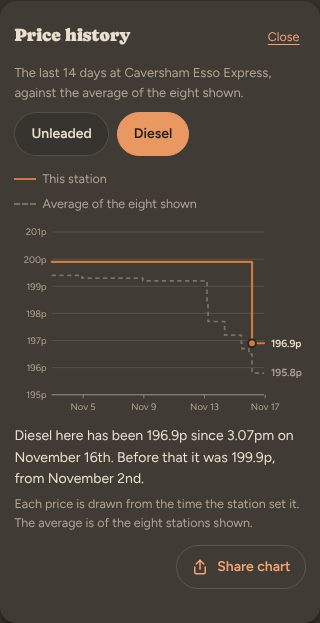 Price history
Close
The last 14 days at Caversham Esso Express,
against the average of the eight shown.
Unleaded
Diesel
This station
Average of the eight shown
201p
200p
199p
198p
197p
196p
195p
196.9p
195.8p
Nov 5
Nov 9
Nov 13
Nov 17
Diesel here has been 196.9p since 3.07pm on
November 16th. Before that it was 199.9p,
from November 2nd.
Each price is drawn from the time the station set it.
The average is of the eight stations shown.
Share chart